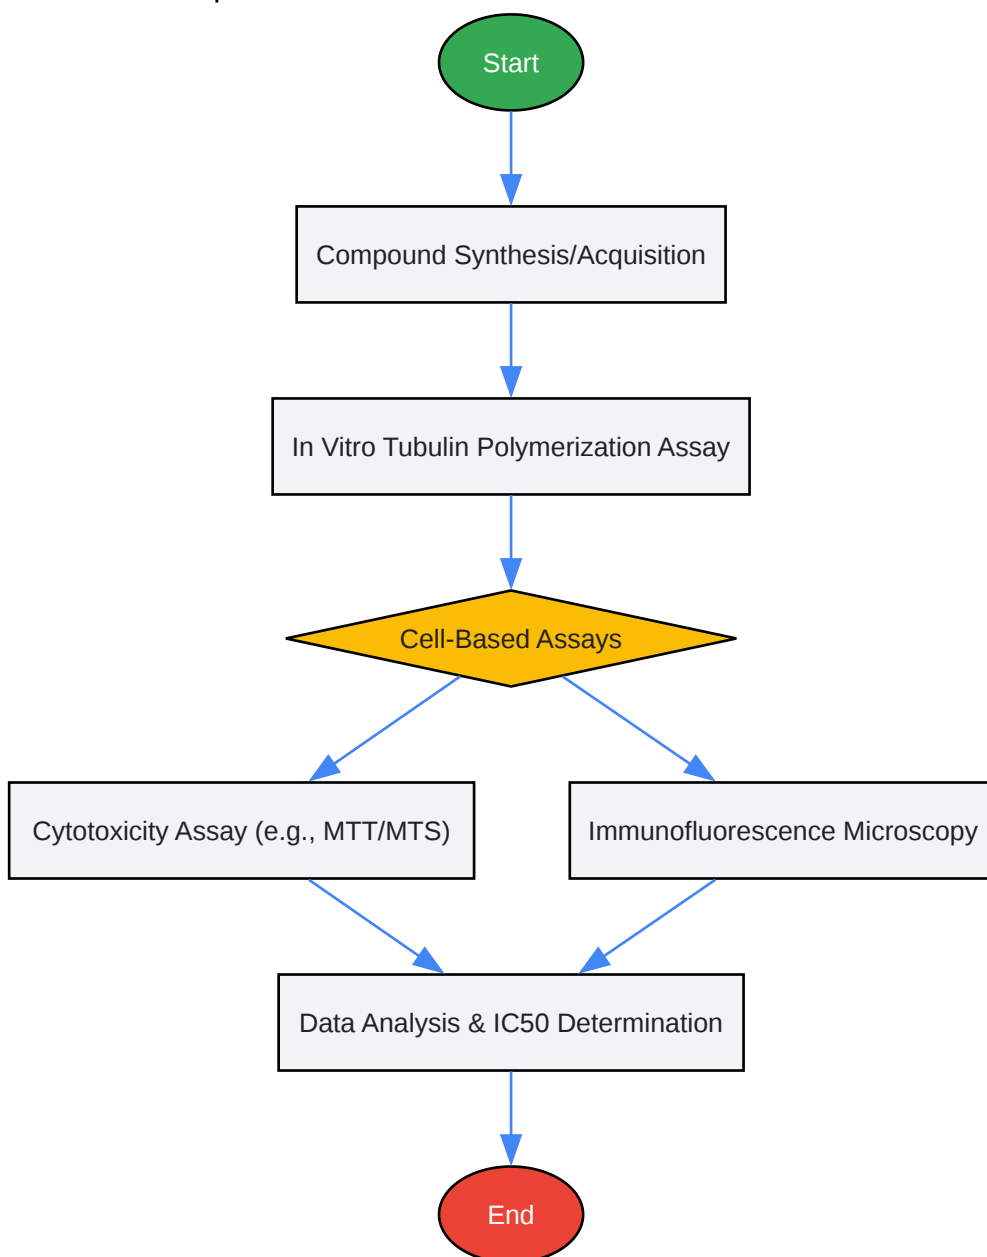 Start
Compound Synthesis/Acquisition
In Vitro Tubulin Polymerization Assay
Cell-Based Assays
Cytotoxicity Assay (e.g., MTT/MTS)
Immunofluorescence Microscopy
Data Analysis & IC50 Determination
End